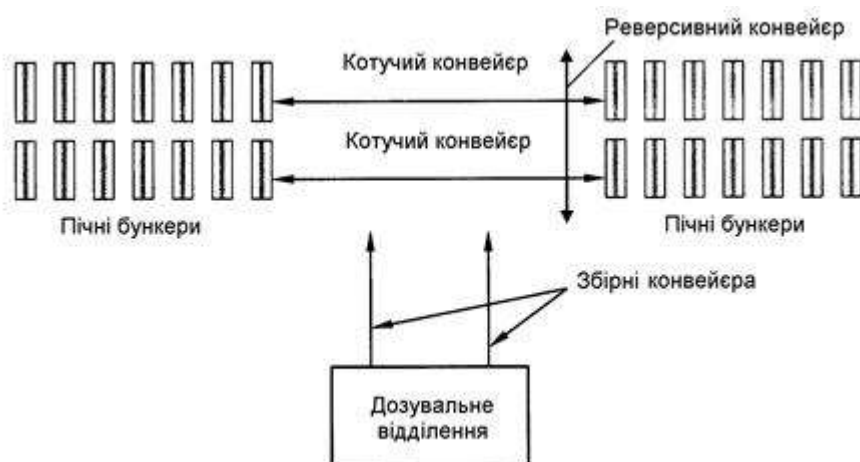 Реверсивний конвейєр
Котучий конвейєр
Котучий конвейєр
Пічні бункери
Пічні бункери
Збірні конвейєра
Дозувальне
відділення